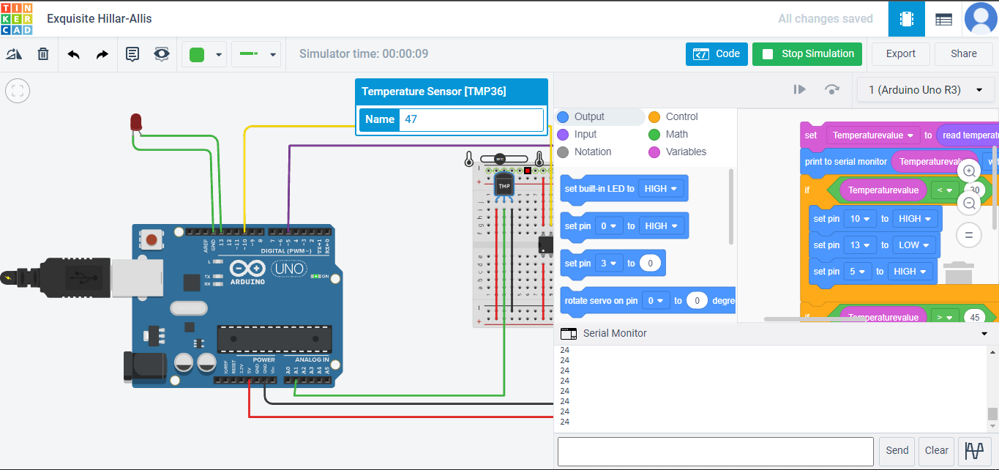 TINKERCAD
Exquisite Hillar-Allis
All changes saved
Simulator time: 00:00:09
Code
Stop Simulation
Export
Share
Temperature Sensor [TMP36]
Name 47
1 (Arduino Uno R3)
Output
Control
Input
Math
Notation
Variables
set Temperaturevalue to read temperat
print to serial monitor Temperaturevalu
if Temperaturevalue < 30
set pin 10 to HIGH
set pin 13 to LOW
set pin 5 to HIGH
if Temperaturevalue > 45
set built-in LED to HIGH
set pin 0 to HIGH
set pin 3 to 0
rotate servo on pin 0 to 0 degre
TMP
AREF
GND
13
12
~11
~10
~9
8
7
~6
~5
4
~3
2
TX→1
RX←0
DIGITAL (PWM~)
L
TX
RX
ARDUINO
UNO
ON
POWER
ANALOG IN
IOREF
RESET
3.3V
5V
GND
GND
Vin
A0
A1
A2
A3
A4
A5
Serial Monitor
24
24
24
24
24
24
24
24
Send
Clear